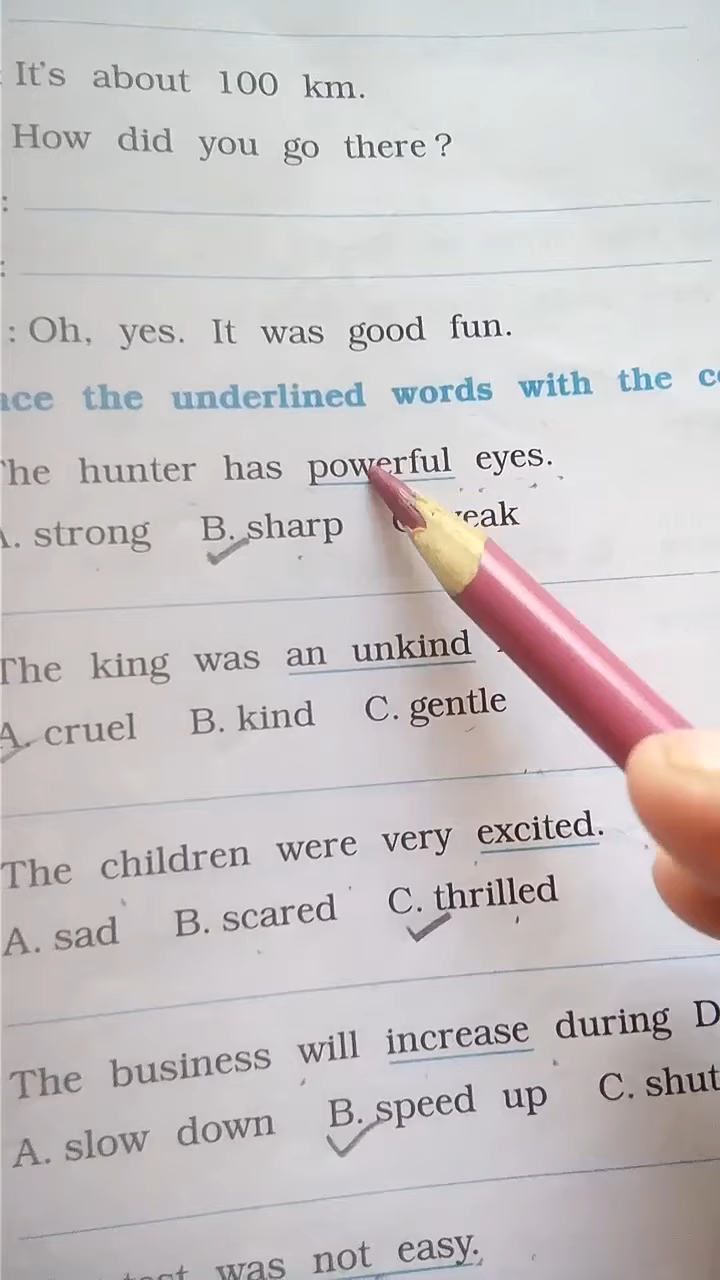 It's about 100 km.
How did you go there?
:
:
: Oh, yes. It was good fun.
the underlined words with the
The hunter has powerful eyes.
A. strong B. sharp
The king was an unkind
A. cruel B. kind C. gentle
The children were very excited.
A. sad B. scared C. thrilled
The business will increase during
A. slow down B. speed up C. shut
was not easy.